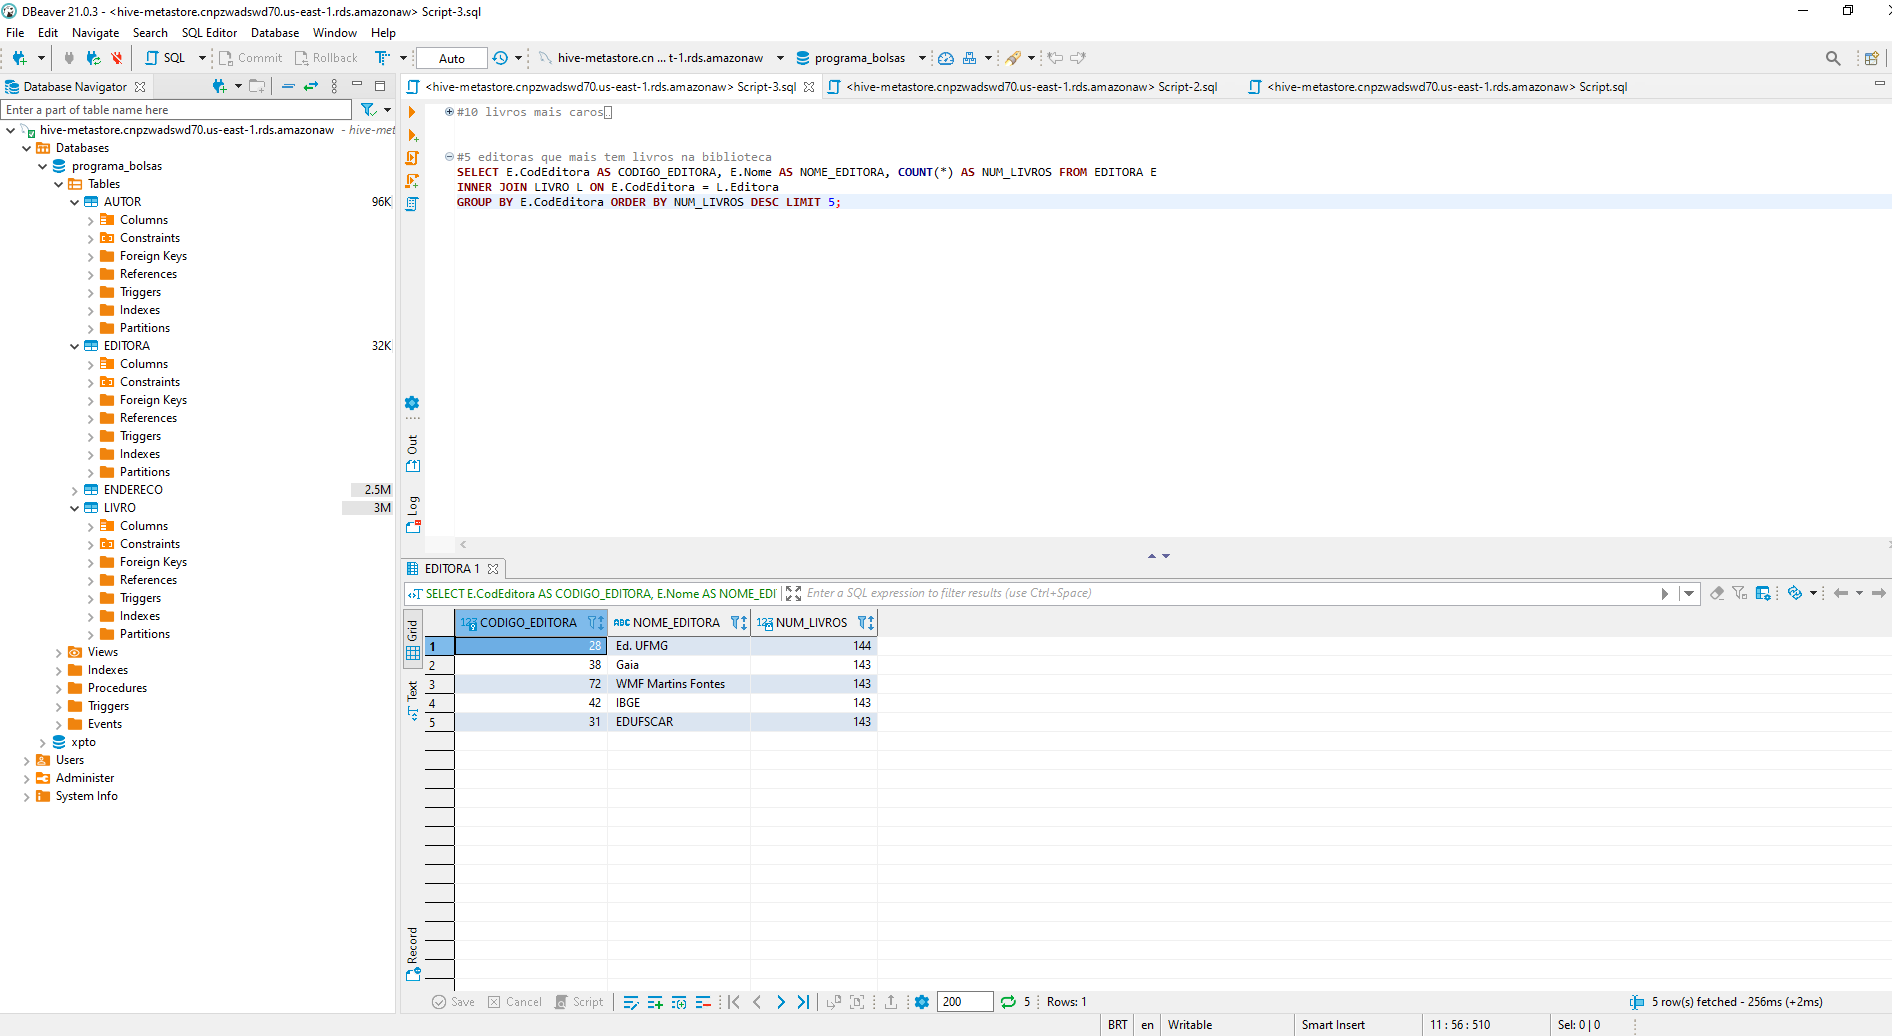 DBeaver 21.0.3 - <hive-metastore.cnpzwadswd70.us-east-1.rds.amazonaw> Script-3.sql
File Edit Navigate Search SQL Editor Database Window Help
SQL Commit Rollback Auto hive-metastore.cn ... t-1.rds.amazonaw programa_bolsas
Database Navigator
Enter a part of table name here
hive-metastore.cnpzwadswd70.us-east-1.rds.amazonaw - hive-met
Databases
programa_bolsas
Tables
AUTOR 96K
Columns
Constraints
Foreign Keys
References
Triggers
Indexes
Partitions
EDITORA 32K
Columns
Constraints
Foreign Keys
References
Triggers
Indexes
Partitions
ENDERECO 2.5M
LIVRO 3M
Columns
Constraints
Foreign Keys
References
Triggers
Indexes
Partitions
Views
Indexes
Procedures
Triggers
Events
xpto
Users
Administer
System Info
<hive-metastore.cnpzwadswd70.us-east-1.rds.amazonaw> Script-3.sql
<hive-metastore.cnpzwadswd70.us-east-1.rds.amazonaw> Script-2.sql
<hive-metastore.cnpzwadswd70.us-east-1.rds.amazonaw> Script.sql
#10 livros mais caros..
#5 editoras que mais tem livros na biblioteca
SELECT E.CodEditora AS CODIGO_EDITORA, E.Nome AS NOME_EDITORA, COUNT(*) AS NUM_LIVROS FROM EDITORA E
INNER JOIN LIVRO L ON E.CodEditora = L.Editora
GROUP BY E.CodEditora ORDER BY NUM_LIVROS DESC LIMIT 5;
Out
Log
EDITORA 1
SELECT E.CodEditora AS CODIGO_EDITORA, E.Nome AS NOME_EDI Enter a SQL expression to filter results (use Ctrl+Space)
Grid
Text
Record
123 CODIGO_EDITORA ABC NOME_EDITORA 123 NUM_LIVROS
1 28 Ed. UFMG 144
2 38 Gaia 143
3 72 WMF Martins Fontes 143
4 42 IBGE 143
5 31 EDUFSCAR 143
Save Cancel Script 200 5 Rows: 1 5 row(s) fetched - 256ms (+2ms)
BRT en Writable Smart Insert 11 : 56 : 510 Sel: 0 | 0